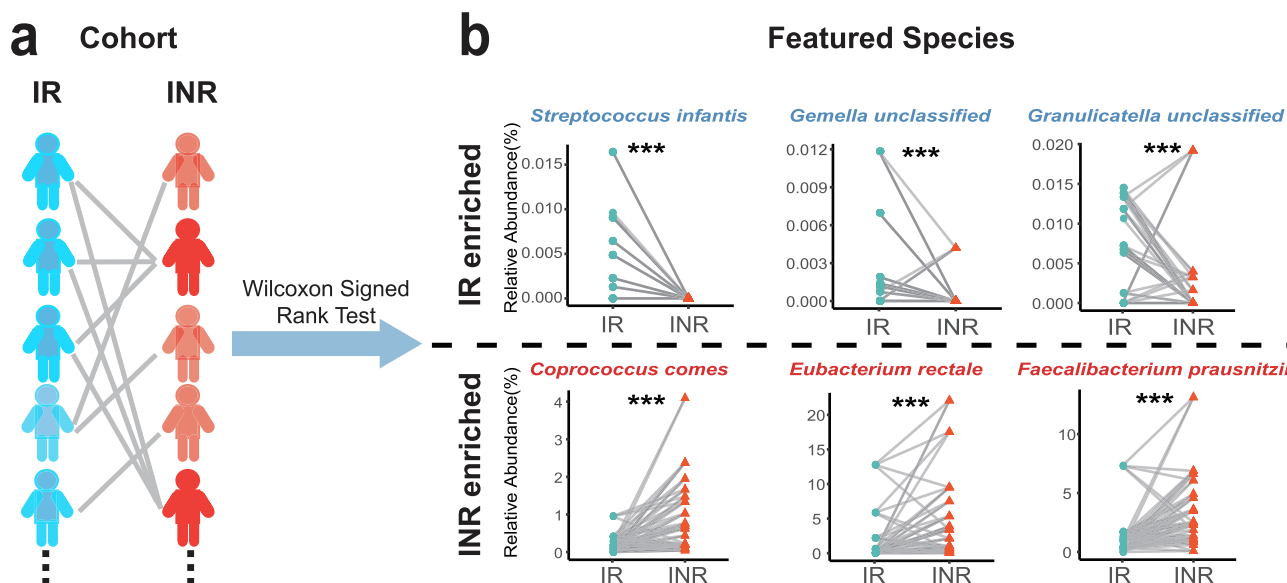 a Cohort
IR INR
Wilcoxon Signed
Rank Test
b Featured Species
IR enriched
Relative Abundance(%)
Streptococcus infantis
***
0.015
0.010
0.005
0.000
IR INR
Gemella unclassified
***
0.012
0.009
0.006
0.003
0.000
IR INR
Granulicatella unclassified
***
0.020
0.015
0.010
0.005
0.000
IR INR
INR enriched
Relative Abundance(%)
Coprococcus comes
***
4
3
2
1
0
IR INR
Eubacterium rectale
***
20
15
10
5
0
IR INR
Faecalibacterium prausnitzii
***
10
5
0
IR INR